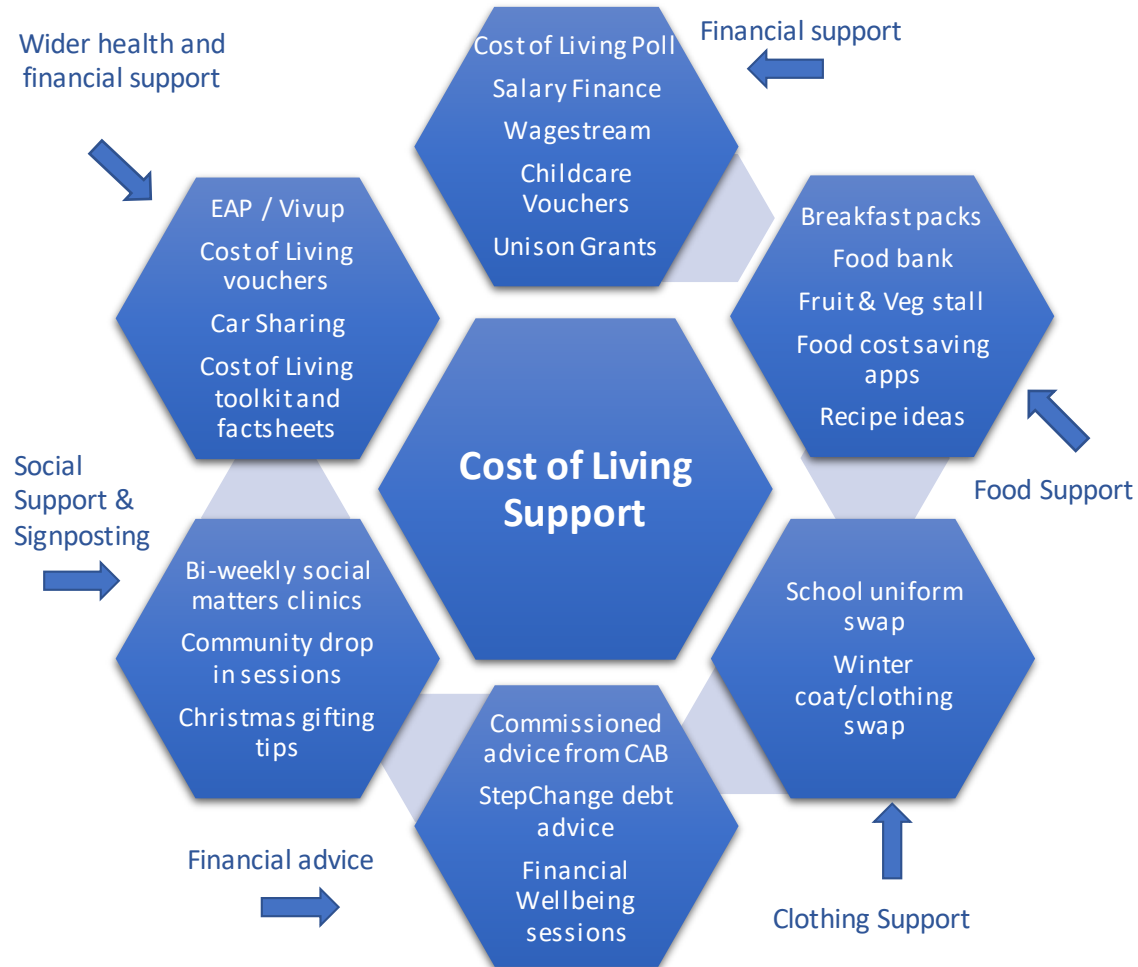 Wider health and
financial support
Financial support
Cost of Living Poll
Salary Finance
Wagestream
Childcare
Vouchers
Unison Grants
EAP / Vivup
Cost of Living
vouchers
Car Sharing
Cost of Living
toolkit and
factsheets
Breakfast packs
Food bank
Fruit & Veg stall
Food cost saving
apps
Recipe ideas
Cost of Living
Support
Social
Support &
Signposting
Food Support
Bi-weekly social
matters clinics
Community drop
in sessions
Christmas gifting
tips
School uniform
swap
Winter
coat/clothing
swap
Commissioned
advice from CAB
StepChange debt
advice
Financial
Wellbeing
sessions
Financial advice
Clothing Support